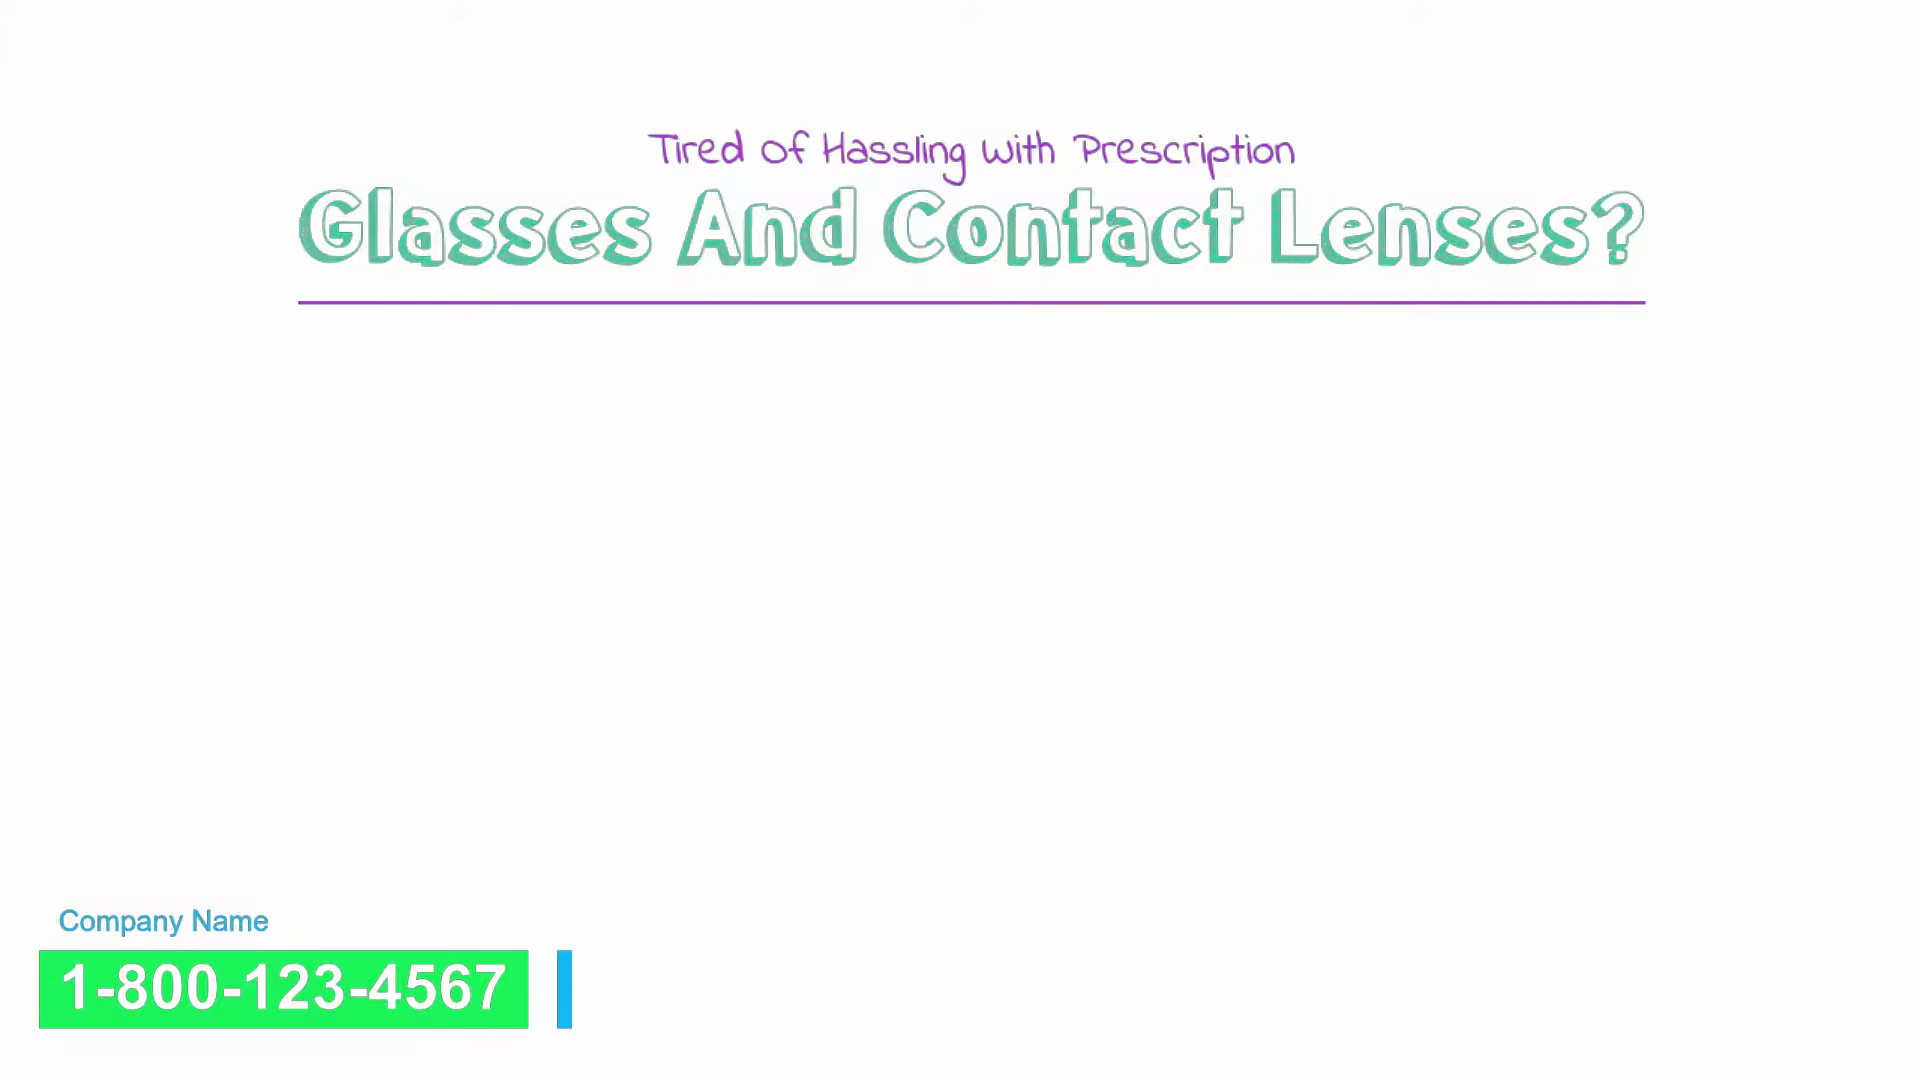 Tired Of Hassling With Prescription
Glasses And Contact Lenses?
Company Name
1-800-123-4567